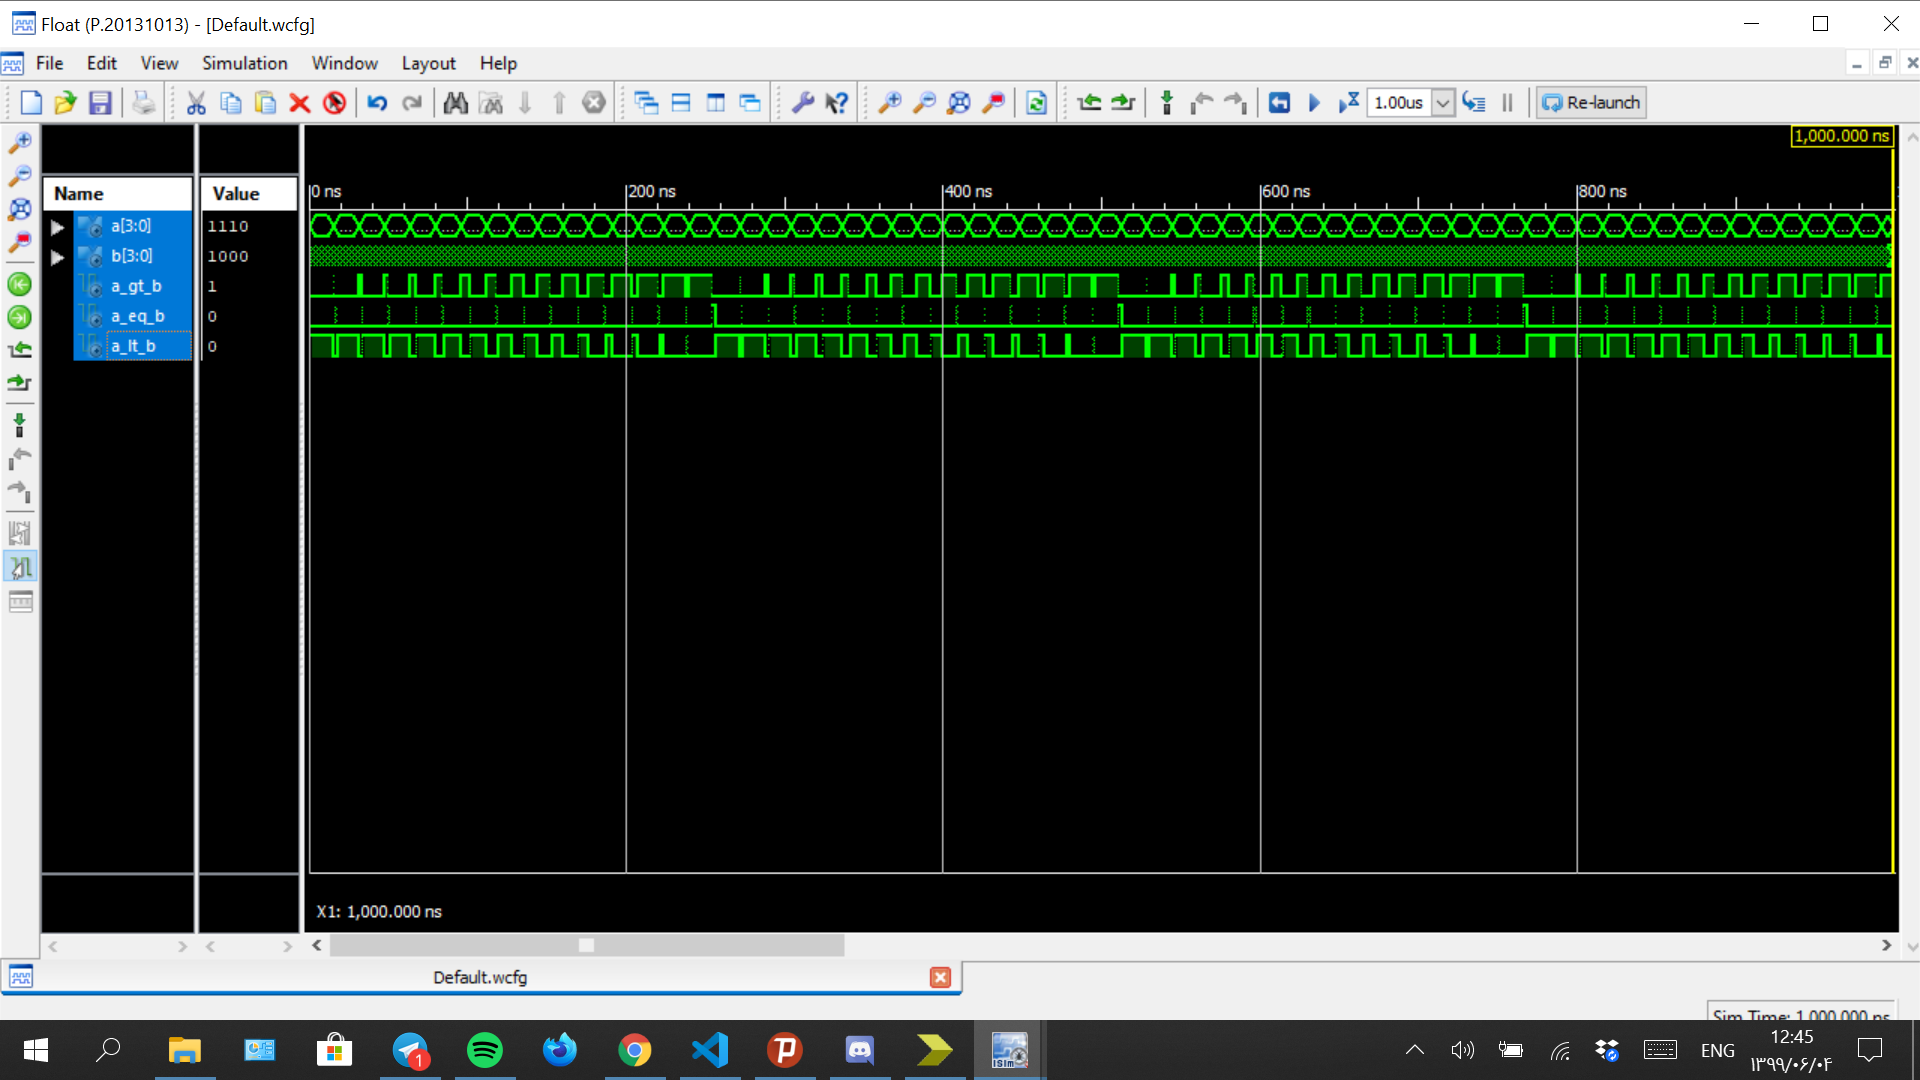 Float (P.20131013) - [Default.wcfg]
File Edit View Simulation Window Layout Help
1.00us
Re-launch
1,000.000 ns
Name Value
0 ns 200 ns 400 ns 600 ns 800 ns
a[3:0] 1110
b[3:0] 1000
a_gt_b 1
a_eq_b 0
a_lt_b 0
X1: 1,000.000 ns
Default.wcfg
Sim Time: 1,000.000 ns
1
ISim
ENG
12:45
۱۳۹۹/۰۶/۰۴